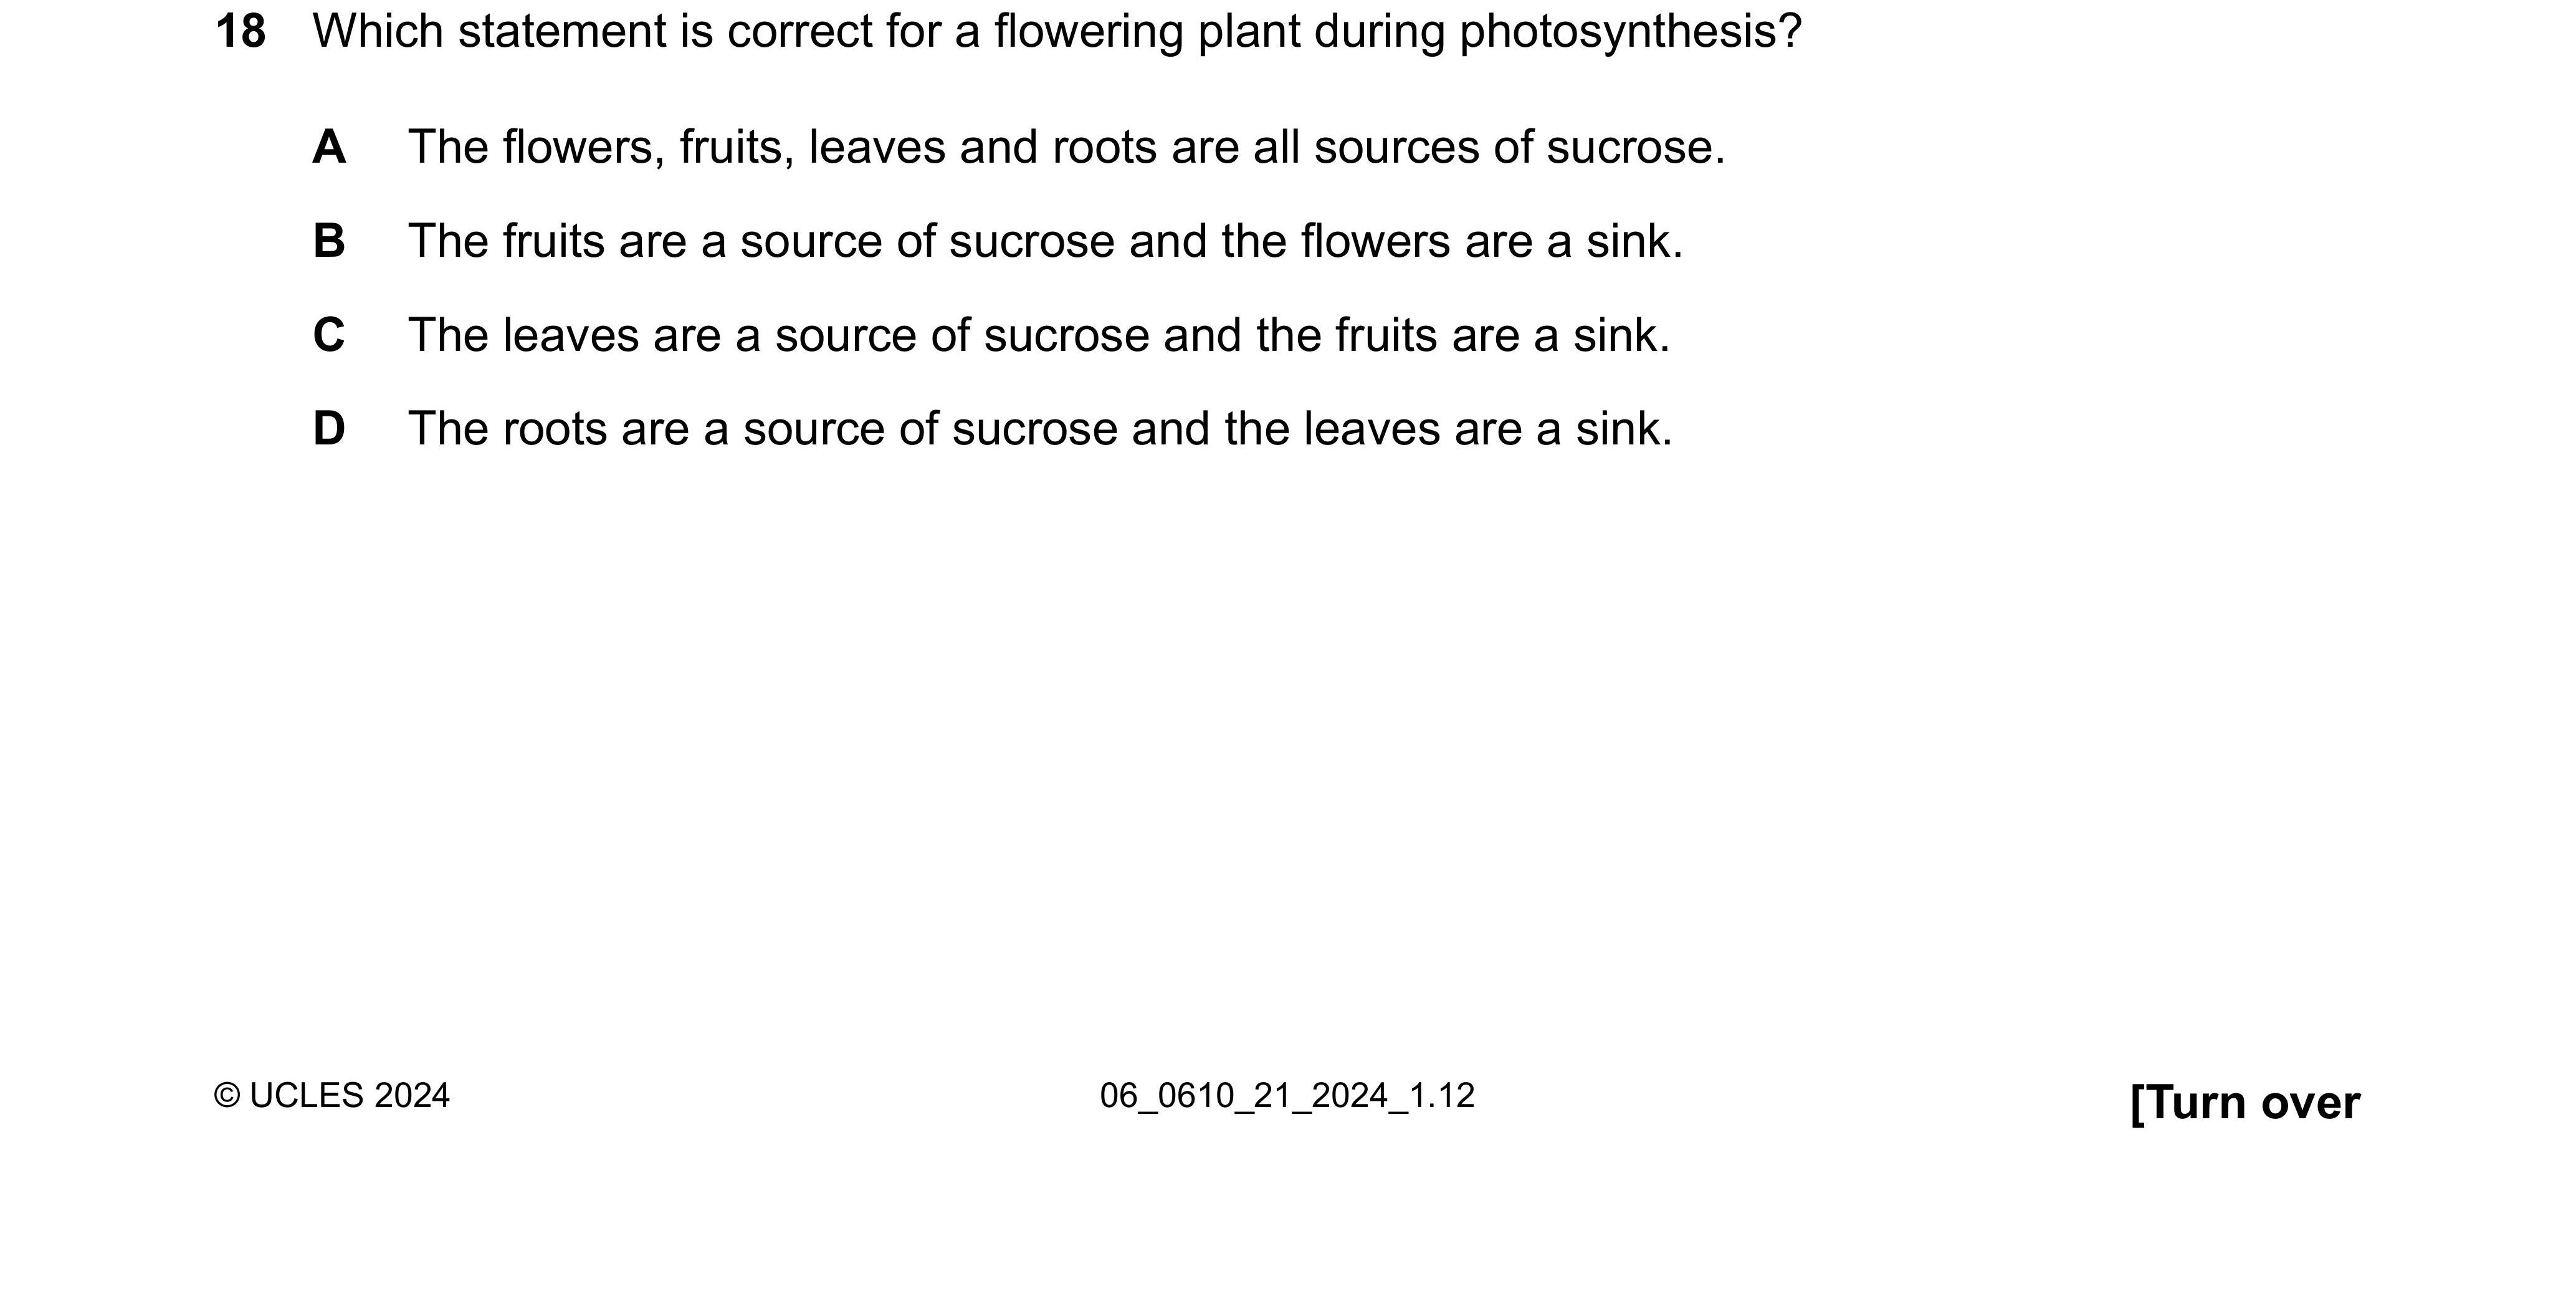 18 Which statement is correct for a flowering plant during photosynthesis?
A The flowers, fruits, leaves and roots are all sources of sucrose.
B The fruits are a source of sucrose and the flowers are a sink.
C The leaves are a source of sucrose and the fruits are a sink.
D The roots are a source of sucrose and the leaves are a sink.
© UCLES 2024 06_0610_21_2024_1.12 [Turn over